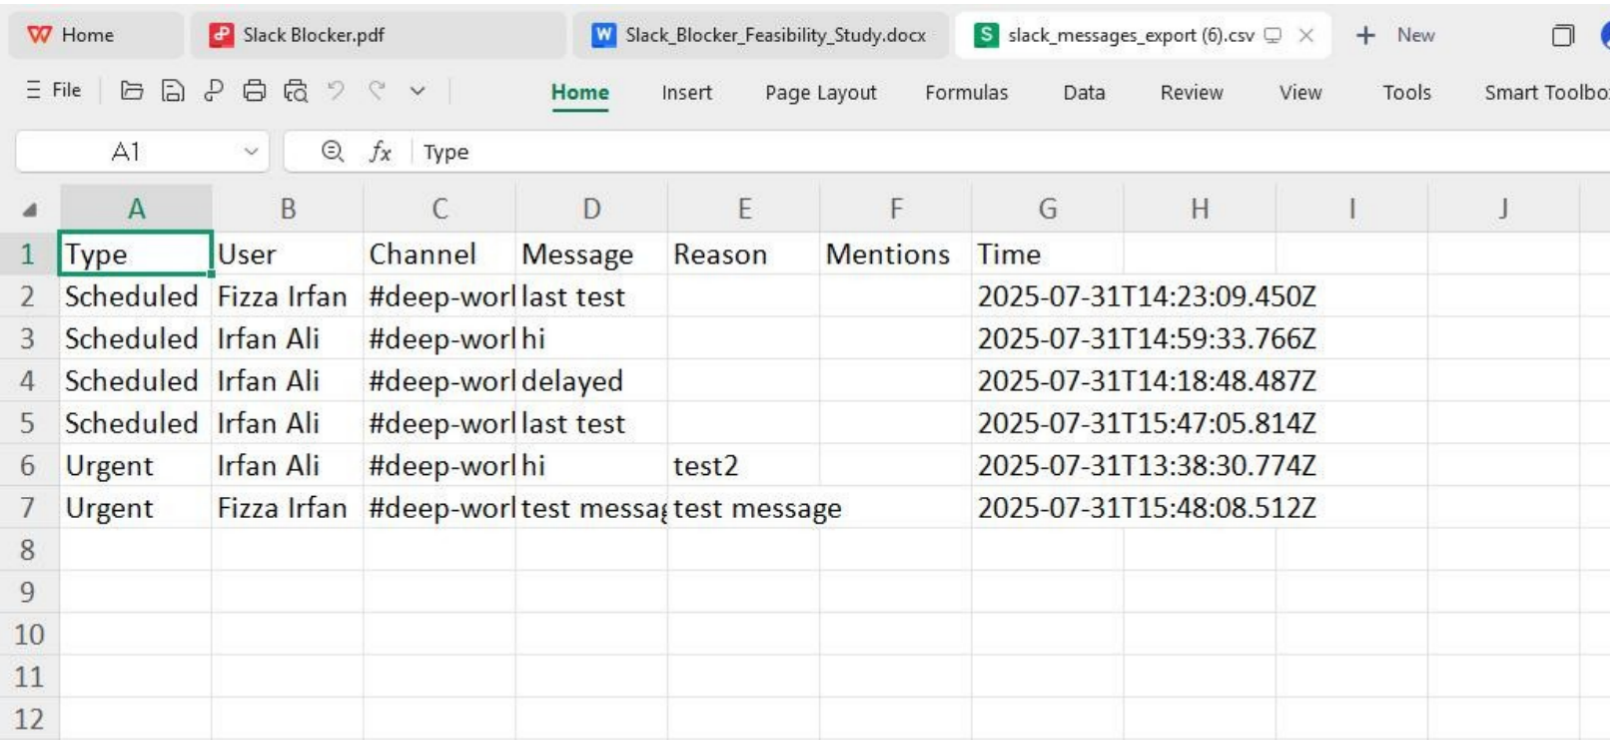 Home Slack Blocker.pdf Slack_Blocker_Feasibility_Study.docx slack_messages_export (6).csv + New
File Home Insert Page Layout Formulas Data Review View Tools Smart Toolbo
A1 fx Type
A B C D E F G H I J
1 Type User Channel Message Reason Mentions Time
2 Scheduled Fizza Irfan #deep-worl last test 2025-07-31T14:23:09.450Z
3 Scheduled Irfan Ali #deep-worl hi 2025-07-31T14:59:33.766Z
4 Scheduled Irfan Ali #deep-worl delayed 2025-07-31T14:18:48.487Z
5 Scheduled Irfan Ali #deep-worl last test 2025-07-31T15:47:05.814Z
6 Urgent Irfan Ali #deep-worl hi test2 2025-07-31T13:38:30.774Z
7 Urgent Fizza Irfan #deep-worl test messag test message 2025-07-31T15:48:08.512Z
8
9
10
11
12